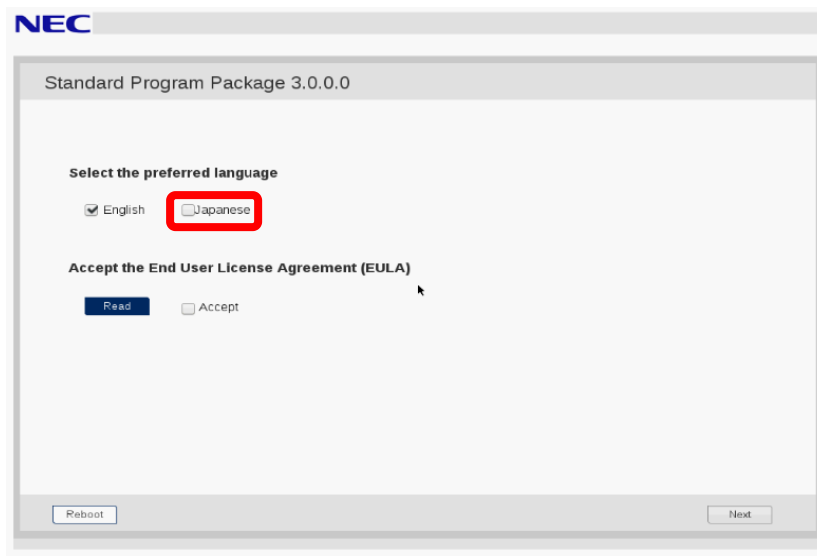 NEC
Standard Program Package 3.0.0.0
Select the preferred language
English Japanese
Accept the End User License Agreement (EULA)
Read Accept
Reboot Next